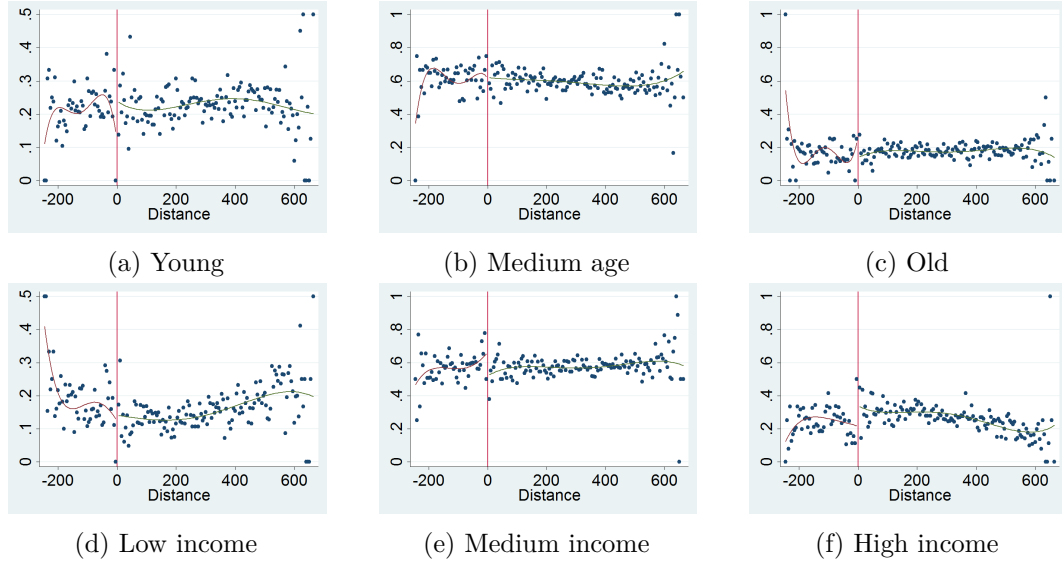 .5
.4
.3
.2
.1
0
-200 0 200 400 600
Distance
(a) Young
1
.8
.6
.4
.2
0
-200 0 200 400 600
Distance
(b) Medium age
1
.8
.6
.4
.2
0
-200 0 200 400 600
Distance
(c) Old
.5
.4
.3
.2
.1
0
-200 0 200 400 600
Distance
(d) Low income
1
.8
.6
.4
.2
0
-200 0 200 400 600
Distance
(e) Medium income
1
.8
.6
.4
.2
0
-200 0 200 400 600
Distance
(f) High income